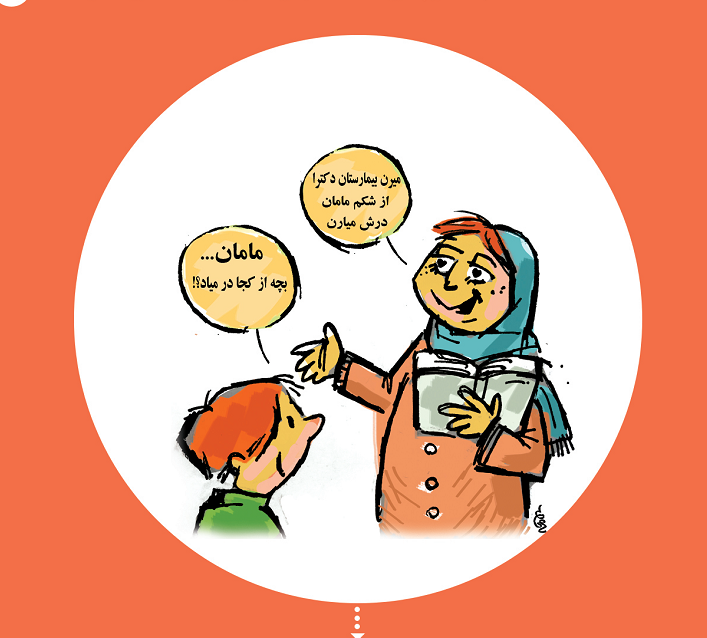 مامان...
بچه از کجا در میاد؟!
میرن بیمارستان دکترا
از شکم مامان
درش میارن